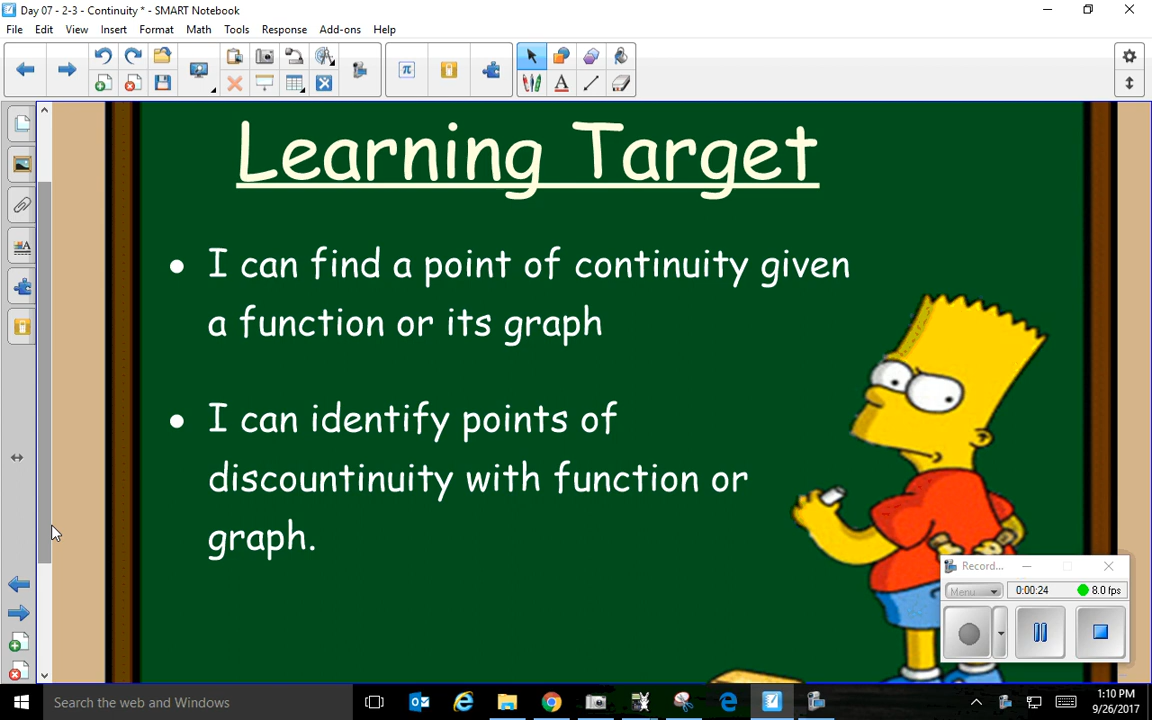 Day 07 - 2-3 - Continuity * - SMART Notebook
File Edit View Insert Format Math Tools Response Add-ons Help
Learning Target
• I can find a point of continuity given
a function or its graph
• I can identify points of
discountinuity with function or
graph.
Record...
Menu 0:00:24 8.0 fps
Search the web and Windows
1:10 PM
9/26/2017